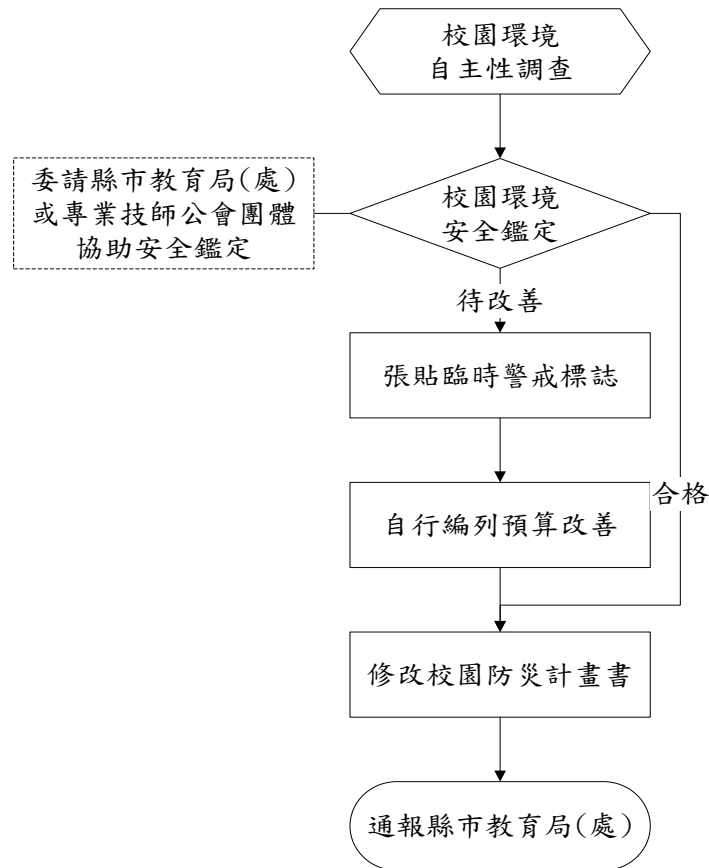 校園環境
自主性調查
委請縣市教育局(處)
或專業技師公會團體
協助安全鑑定
校園環境
安全鑑定
待改善
張貼臨時警戒標誌
合格
自行編列預算改善
修改校園防災計畫書
通報縣市教育局(處)